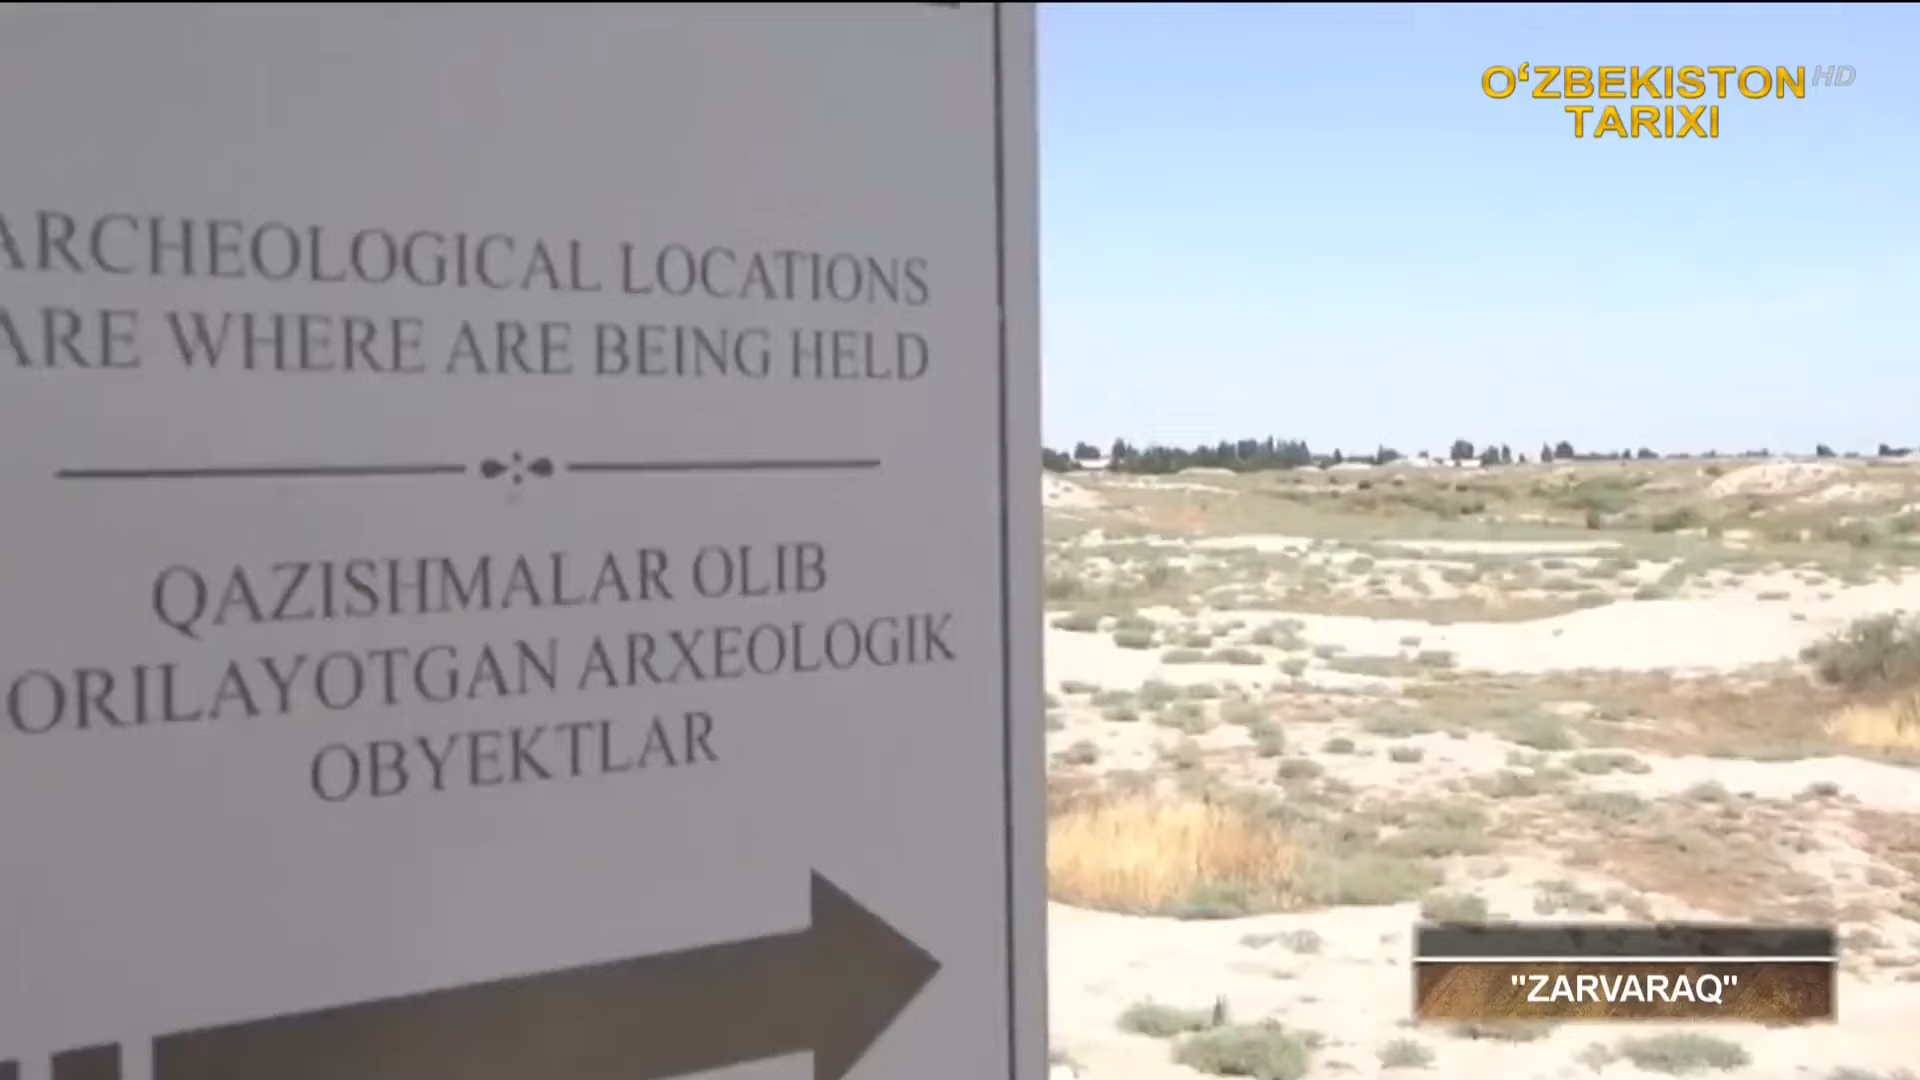 ARCHEOLOGICAL LOCATIONS
ARE WHERE ARE BEING HELD
QAZISHMALAR OLIB
ORILAYOTGAN ARXEOLOGIK
OBYEKTLAR
O‘ZBEKISTON HD
TARIXI
"ZARVARAQ"